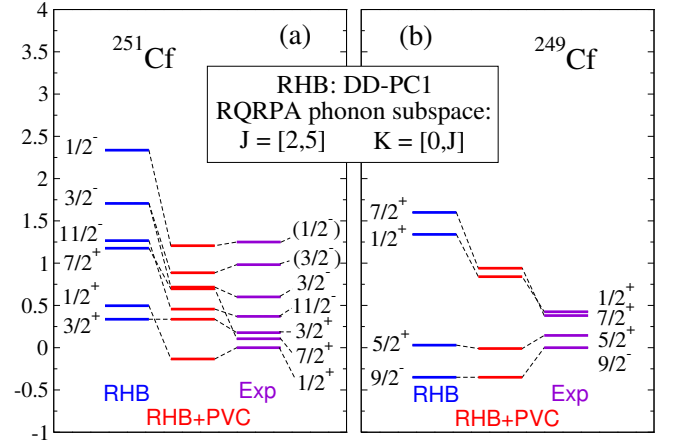 4
3.5
3
2.5
2
1.5
1
0.5
0
-0.5
-1
²⁵¹Cf
(a)
(b)
²⁴⁹Cf
RHB: DD-PC1
RQRPA phonon subspace:
J = [2,5] K = [0,J]
1/2⁻
3/2⁻
11/2⁻
7/2⁺
1/2⁺
3/2⁺
(1/2⁻)
(3/2⁻)
3/2⁻
11/2⁻
3/2⁺
7/2⁺
1/2⁺
RHB
Exp
RHB+PVC
7/2⁺
1/2⁺
5/2⁺
9/2⁻
1/2⁺
7/2⁺
5/2⁺
9/2⁻
RHB
Exp
RHB+PVC